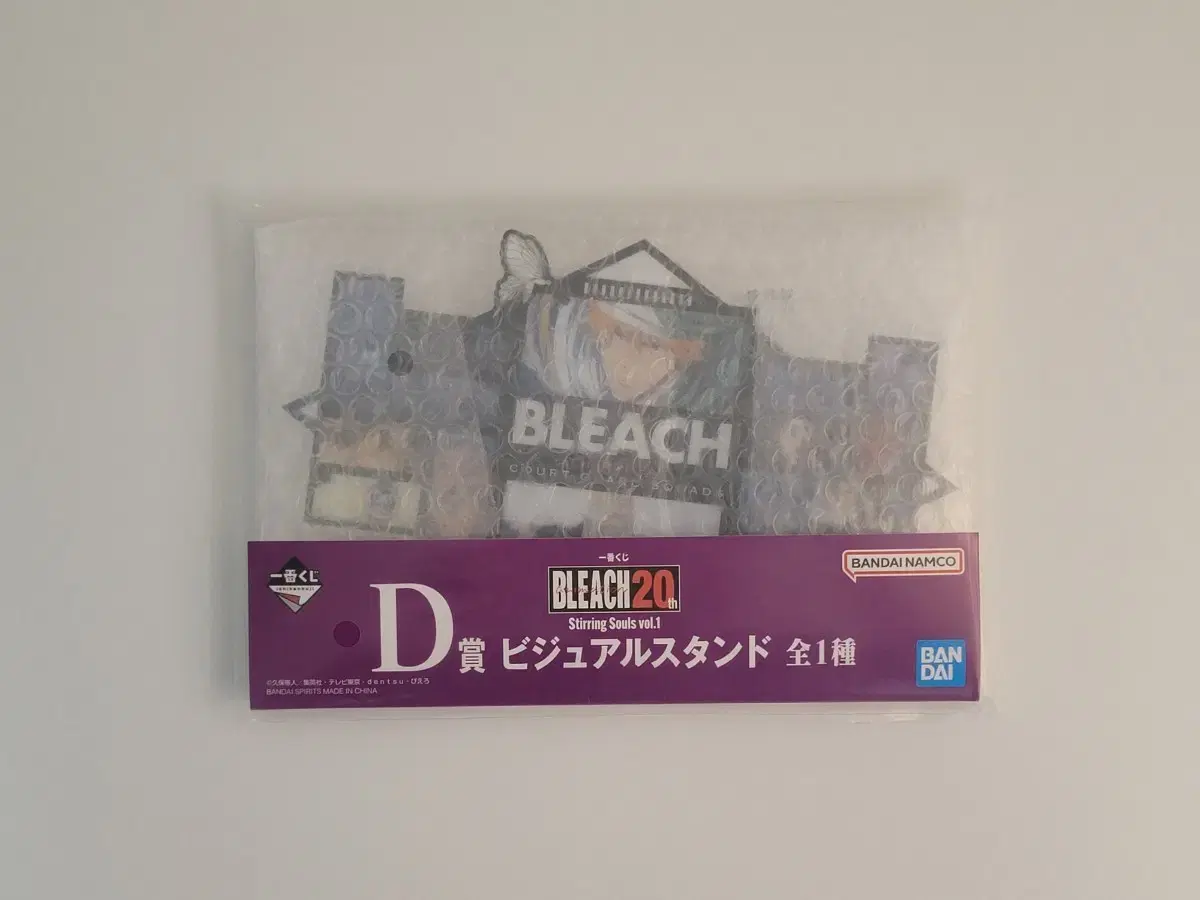 BLEACH
COURT GUARD SQUADS
一番くじ
一番くじ
BLEACH 20th
Stirring Souls vol.1
BANDAI NAMCO
D賞 ビジュアルスタンド 全1種
BAN
DAI
©久保帯人／集英社・テレビ東京・dentsu・ぴえろ
BANDAI SPIRITS MADE IN CHINA